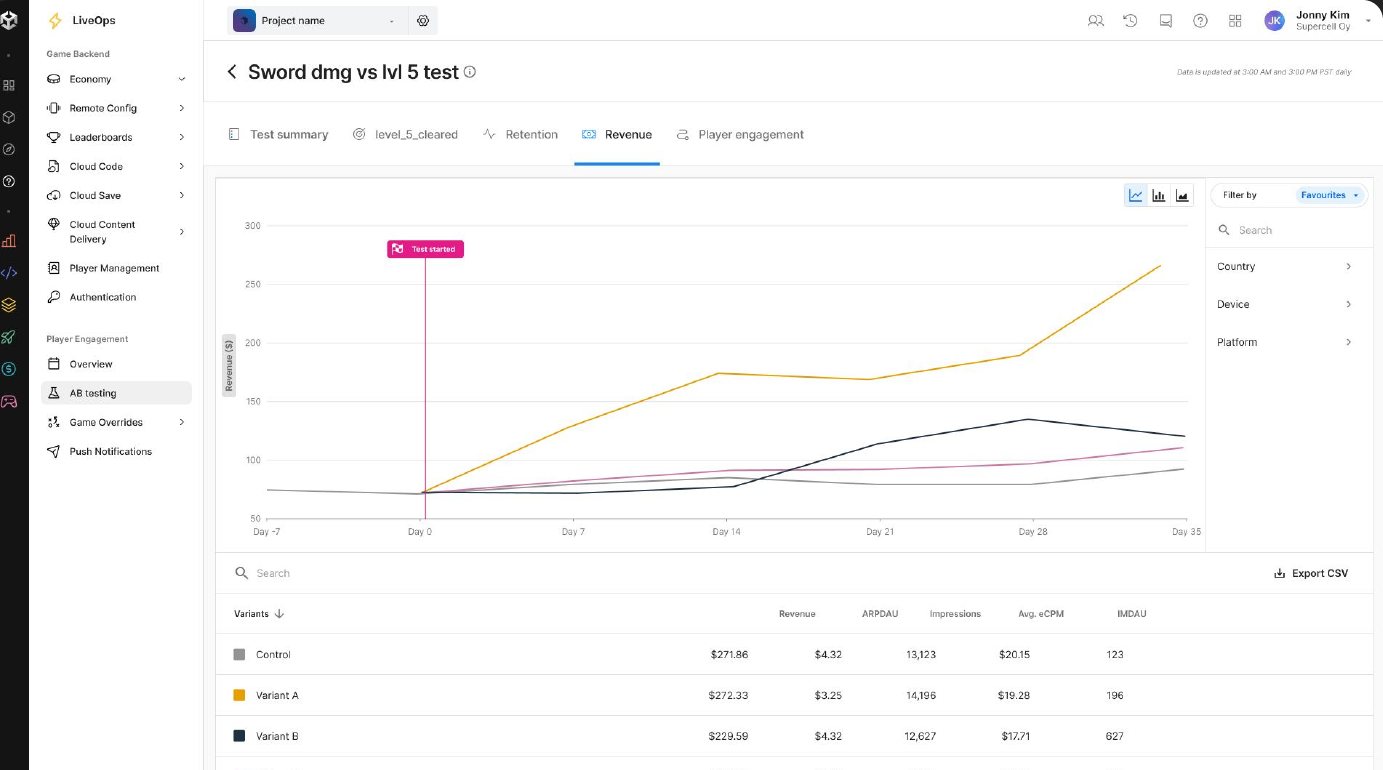 LiveOps
Project name
Jonny Kim
JK
Supercell Oy
Game Backend
Economy
Remote Config
Leaderboards
Cloud Code
Cloud Save
Cloud Content
Delivery
Player Management
Authentication
Player Engagement
Overview
AB testing
Game Overrides
Push Notifications
Sword dmg vs lvl 5 test
Data is updated at 3:00 AM and 3:00 PM PST daily
Test summary
level_5_cleared
Retention
Revenue
Player engagement
300
250
200
150
100
50
Revenue ($)
Test started
Day -7
Day 0
Day 7
Day 14
Day 21
Day 28
Day 35
Filter by Favourites
Search
Country
Device
Platform
Search
Export CSV
Variants Revenue ARPDAU Impressions Avg. eCPM IMDAU
Control $271.86 $4.32 13,123 $20.15 123
Variant A $272.33 $3.25 14,196 $19.28 196
Variant B $229.59 $4.32 12,627 $17.71 627